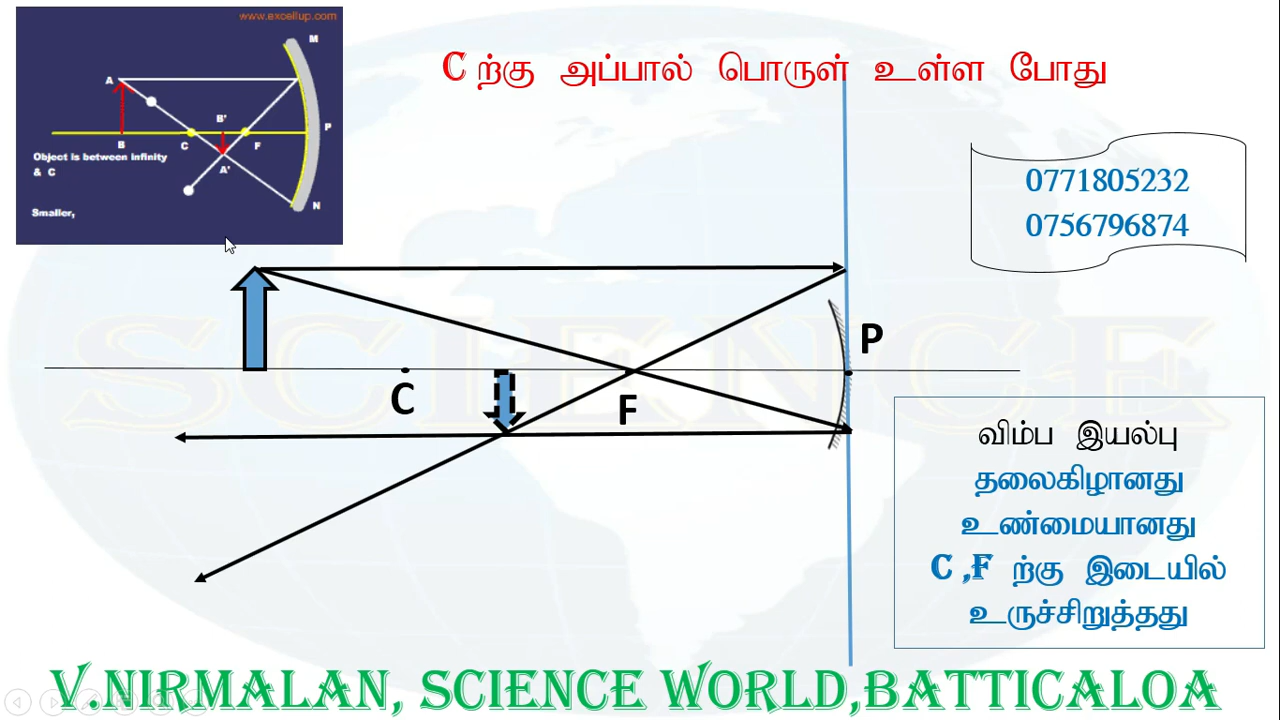 www.excellup.com
M
A
B'
P
B
C
F
Object is between infinity
& C
A'
N
Smaller,
C ற்கு அப்பால் பொருள் உள்ள போது
0771805232
0756796874
SCIENCE
P
C
F
விம்ப இயல்பு
தலைகிழானது
உண்மையானது
C ,F ற்கு இடையில்
உருச்சிறுத்தது
V.NIRMALAN, SCIENCE WORLD,BATTICALOA